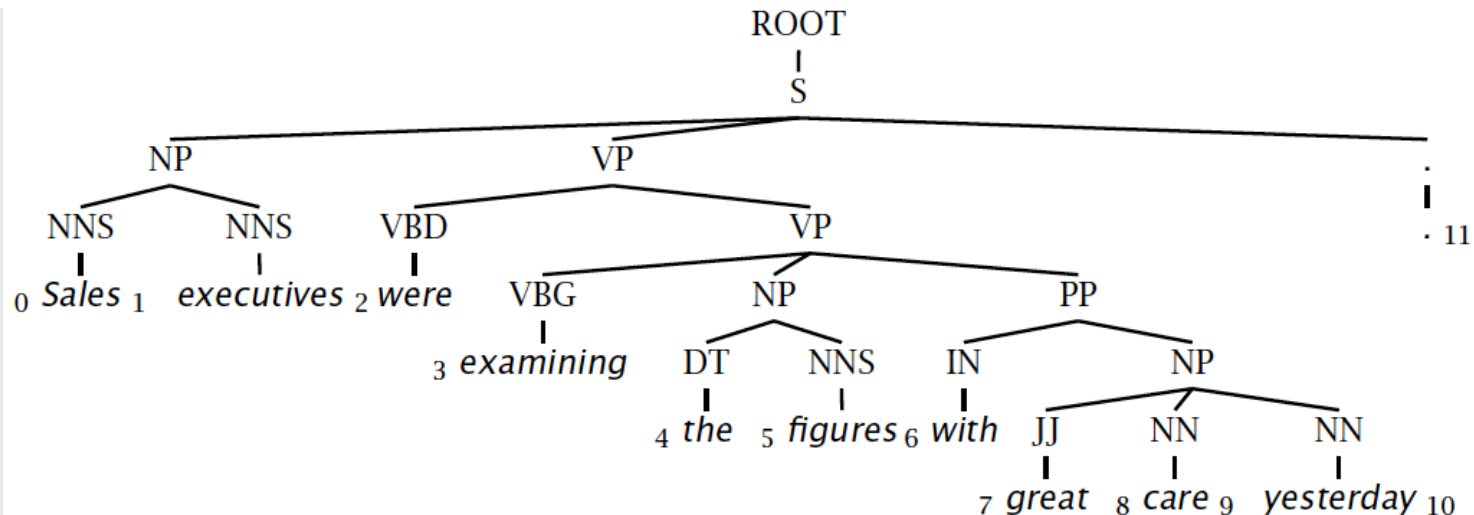 ROOT
S
NP VP .
NNS NNS VBD VP . 11
0 Sales 1 executives 2 were VBG NP PP
3 examining DT NNS IN NP
4 the 5 figures 6 with JJ NN NN
7 great 8 care 9 yesterday 10